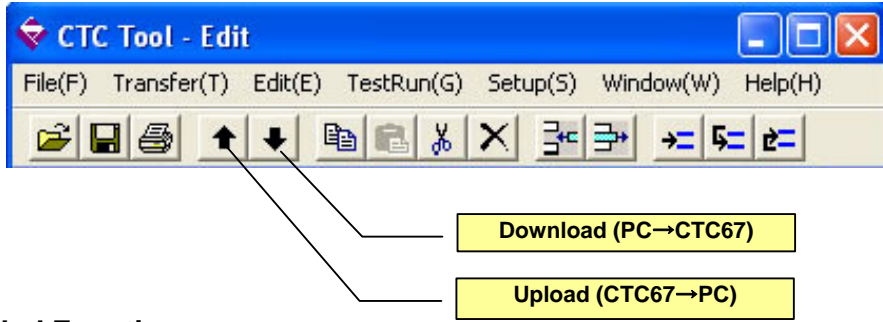 CTC Tool - Edit
File(F) Transfer(T) Edit(E) TestRun(G) Setup(S) Window(W) Help(H)
Download (PC→CTC67)
Upload (CTC67→PC)